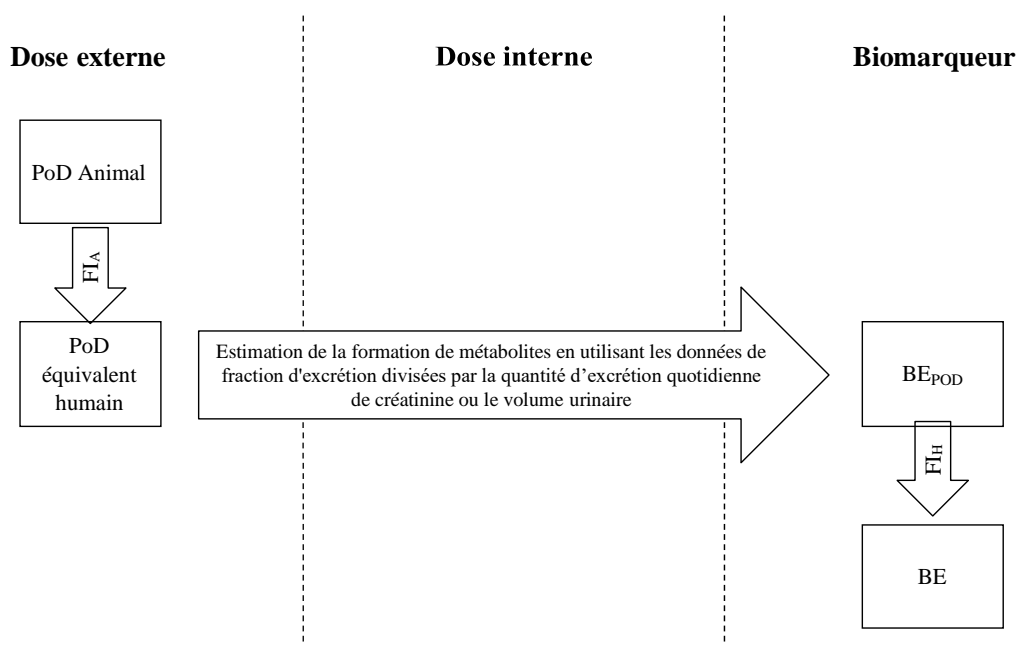 Dose externe
Dose interne
Biomarqueur
PoD Animal
FIA
PoD
équivalent
humain
Estimation de la formation de métabolites en utilisant les données de
fraction d'excrétion divisées par la quantité d’excrétion quotidienne
de créatinine ou le volume urinaire
BEPOD
FIH
BE